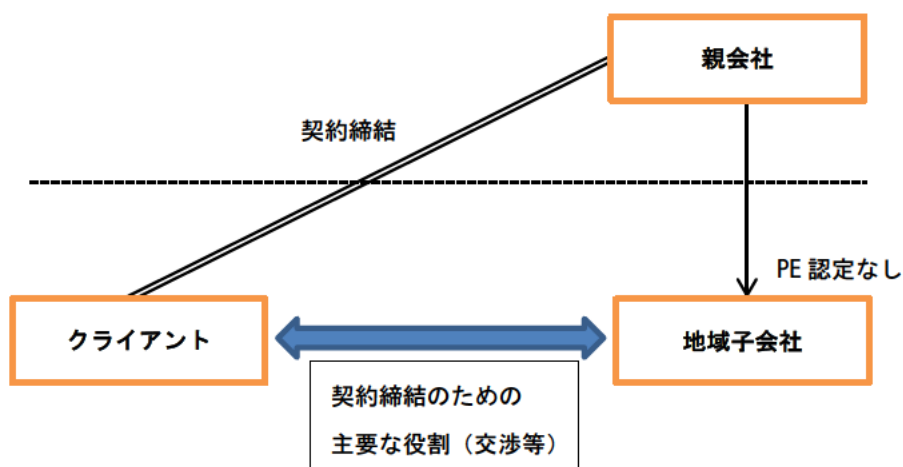 親会社
契約締結
PE 認定なし
クライアント
地域子会社
契約締結のための
主要な役割（交渉等）